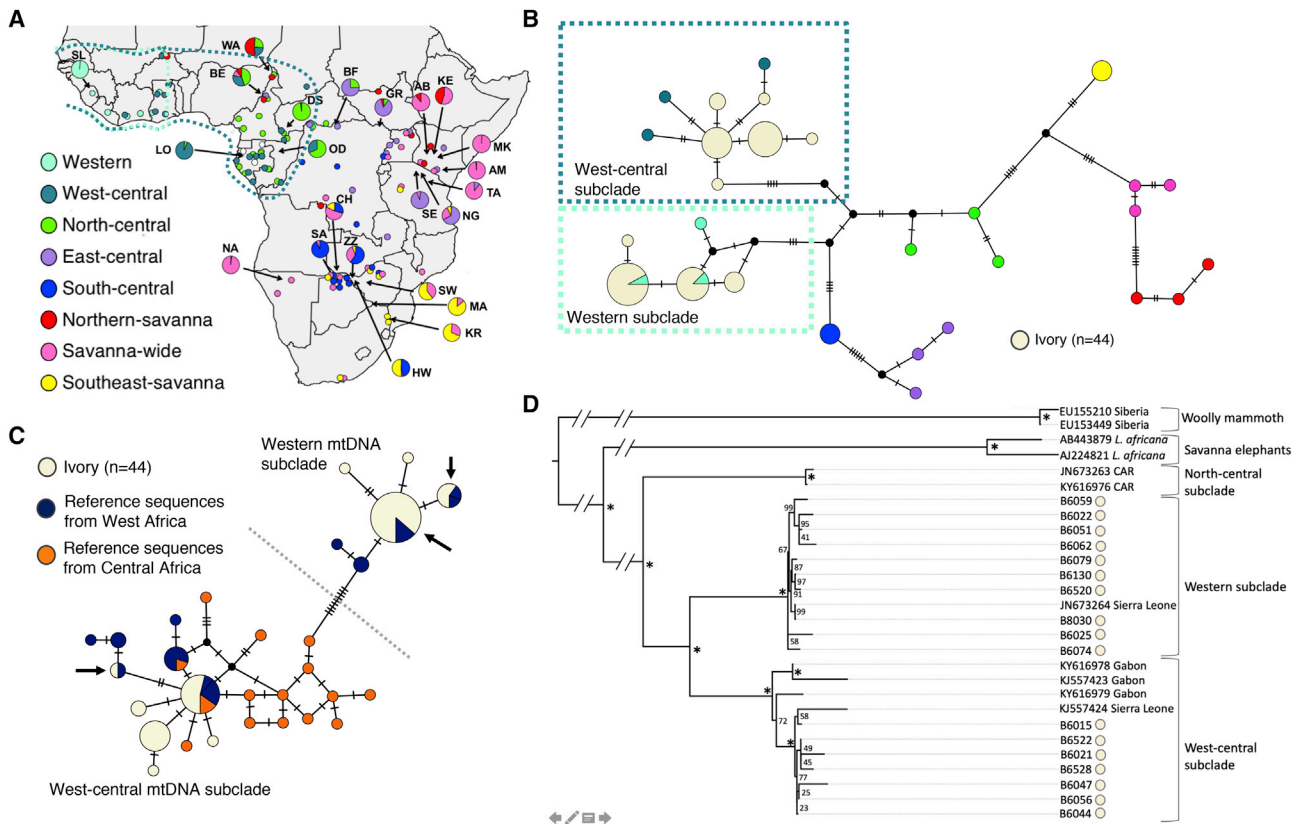 A
WA
SL
BE
BF
AB
KE
DS
GR
MK
LO
OD
AM
TA
CH
SE
NG
SA
ZZ
NA
SW
MA
KR
HW
Western
West-central
North-central
East-central
South-central
Northern-savanna
Savanna-wide
Southeast-savanna
B
West-central
subclade
Western subclade
Ivory (n=44)
C
Ivory (n=44)
Reference sequences
from West Africa
Reference sequences
from Central Africa
Western mtDNA
subclade
West-central mtDNA subclade
D
EU155210 Siberia
EU153449 Siberia
Woolly mammoth
AB443879 L. africana
AJ224821 L. africana
Savanna elephants
JN673263 CAR
KY616976 CAR
North-central
subclade
B6059
B6022
B6051
B6062
B6079
B6130
B6520
JN673264 Sierra Leone
B8030
B6025
B6074
Western subclade
KY616978 Gabon
KJ557423 Gabon
KY616979 Gabon
KJ557424 Sierra Leone
B6015
B6522
B6021
B6528
B6047
B6056
B6044
West-central
subclade
*
*
*
*
*
99
95
41
67
87
97
*
91
99
58
*
*
*
72
58
*
49
45
77
25
23